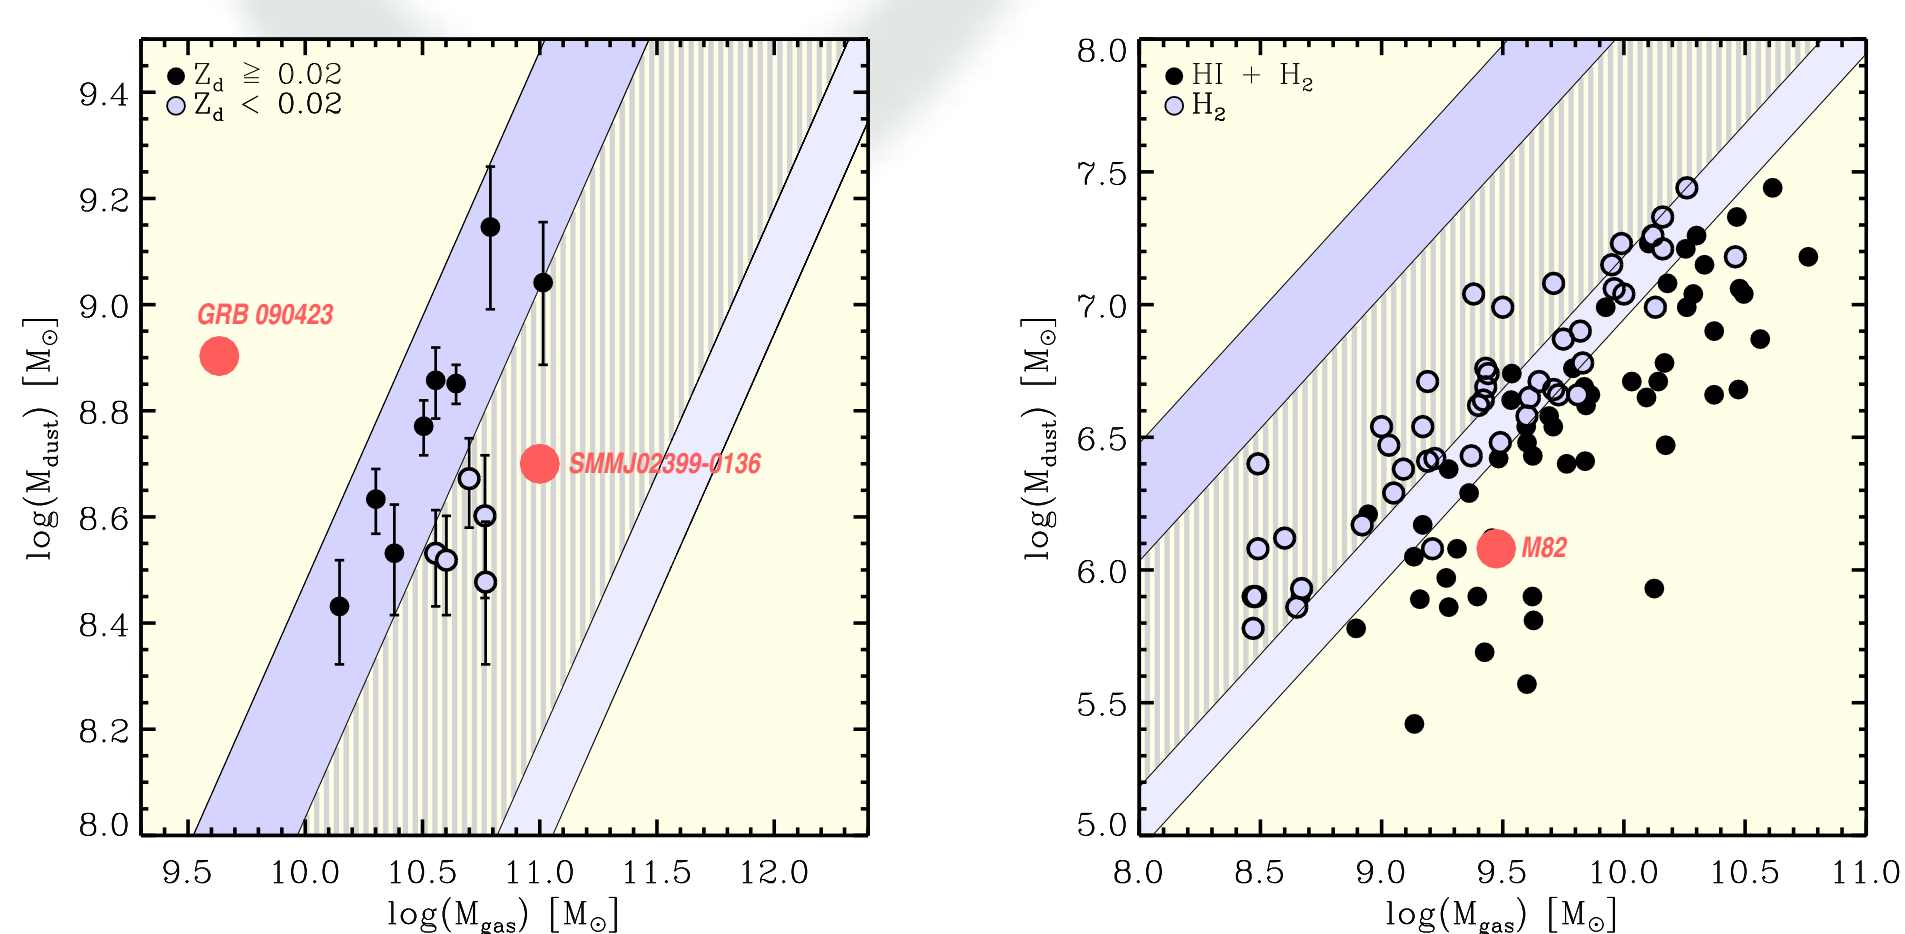 Z_d ≧ 0.02
Z_d < 0.02
9.4
9.2
9.0
8.8
8.6
8.4
8.2
8.0
GRB 090423
SMMJ02399-0136
9.5 10.0 10.5 11.0 11.5 12.0
log(M_gas) [M_⊙]
log(M_dust) [M_⊙]
HI + H_2
H_2
8.0
7.5
7.0
6.5
6.0
5.5
5.0
M82
8.0 8.5 9.0 9.5 10.0 10.5 11.0
log(M_gas) [M_⊙]
log(M_dust) [M_⊙]